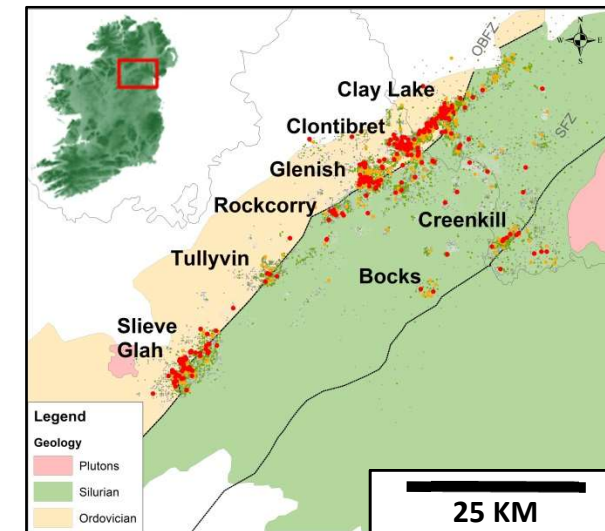 N
W E
S
OBFZ
SFZ
Clay Lake
Clontibret
Glenish
Rockcorry
Creenkill
Tullyvin
Bocks
Slieve
Glah
Legend
Geology
Plutons
Silurian
Ordovician
25 KM